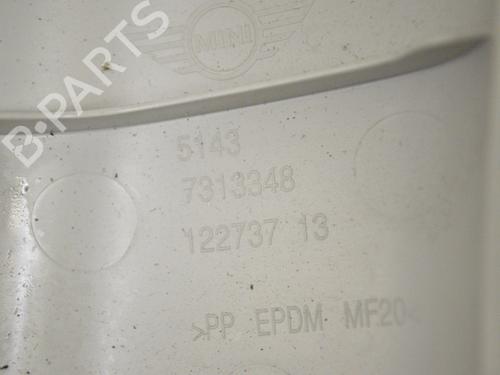 MINI
B-PARTS
5143
7313348
122737 13
>PP EPDM MF20<